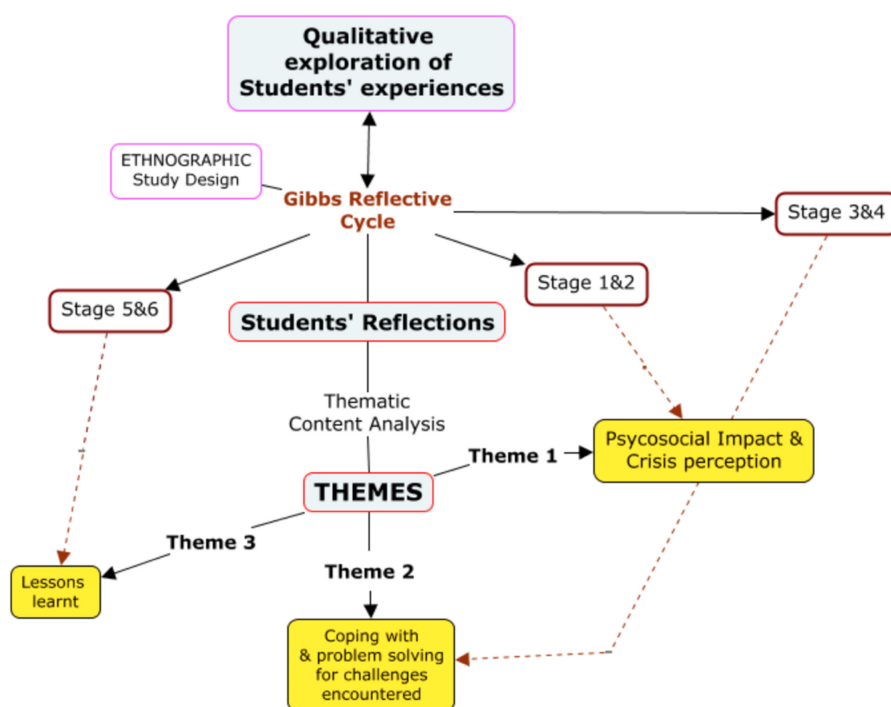 Qualitative
exploration of
Students' experiences
ETHNOGRAPHIC
Study Design
Gibbs Reflective
Cycle
Stage 3&4
Stage 5&6
Stage 1&2
Students' Reflections
Thematic
Content Analysis
Psycosocial Impact &
Crisis perception
Theme 1
THEMES
Theme 3
Theme 2
Lessons
learnt
Coping with
& problem solving
for challenges
encountered